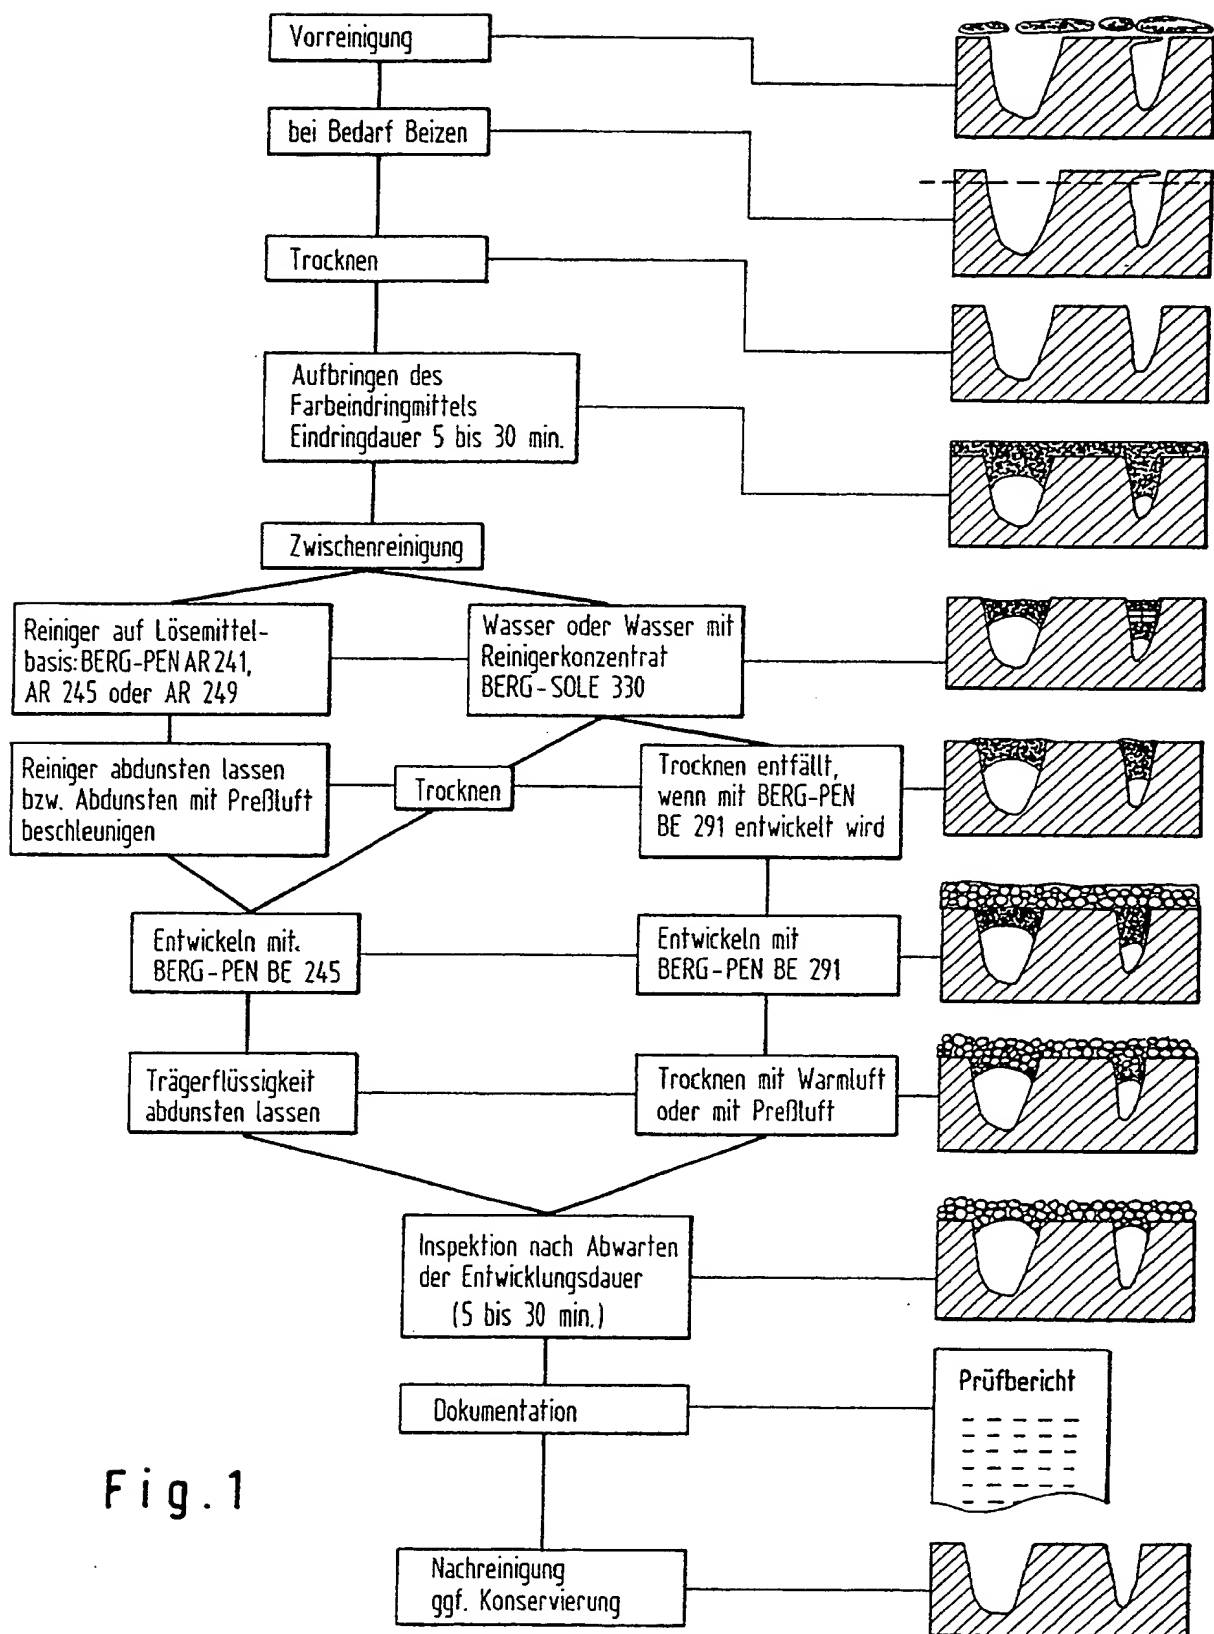 Vorreinigung
bei Bedarf Beizen
Trocknen
Aufbringen des
Farbeindringmittels
Eindringdauer 5 bis 30 min.
Zwischenreinigung
Reiniger auf Lösemittel-
basis: BERG-PEN AR 241,
AR 245 oder AR 249
Wasser oder Wasser mit
Reinigerkonzentrat
BERG-SOLE 330
Reiniger abdunsten lassen
bzw. Abdunsten mit Preßluft
beschleunigen
Trocknen
Trocknen entfällt,
wenn mit BERG-PEN
BE 291 entwickelt wird
Entwickeln mit
BERG-PEN BE 245
Entwickeln mit
BERG-PEN BE 291
Trägerflüssigkeit
abdunsten lassen
Trocknen mit Warmluft
oder mit Preßluft
Inspektion nach Abwarten
der Entwicklungsdauer
(5 bis 30 min.)
Prüfbericht
Dokumentation
Fig.1
Nachreinigung
ggf. Konservierung